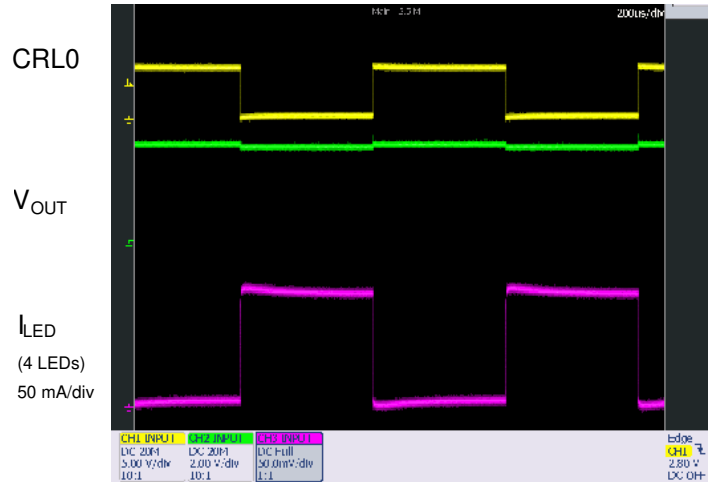 200us/div
CRL0
VOUT
ILED
(4 LEDs)
50 mA/div
CH1 INPUT CH2 INPUT CH3 INPUT Edge
DC 20M DC 20M DC Full CH1
5.00 V/div 2.00 V/div 50.0mV/div 2.80 V
10:1 10:1 1:1 DC OFF